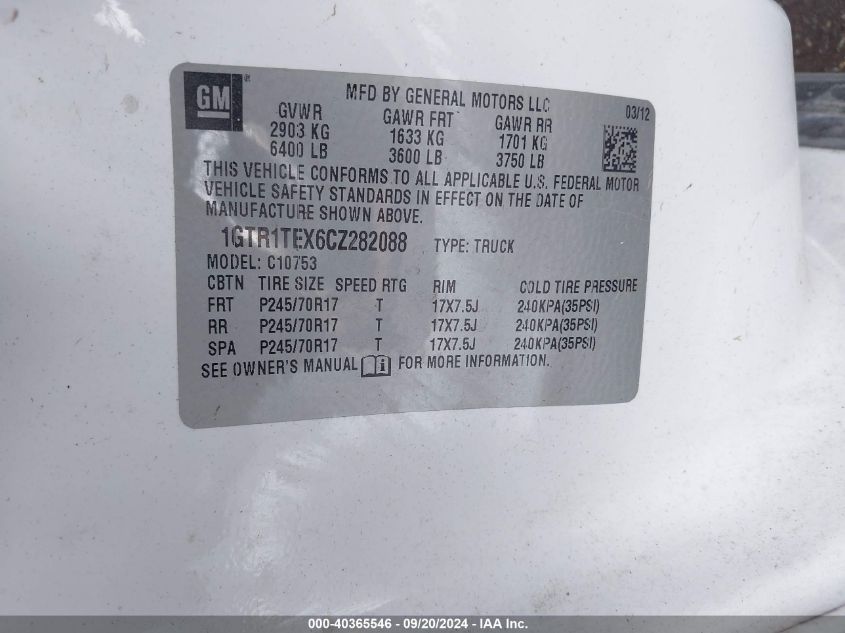 GM ®
MFD BY GENERAL MOTORS LLC
03/12
GVWR GAWR FRT GAWR RR
2903 KG 1633 KG 1701 KG
6400 LB 3600 LB 3750 LB
THIS VEHICLE CONFORMS TO ALL APPLICABLE U.S. FEDERAL MOTOR
VEHICLE SAFETY STANDARDS IN EFFECT ON THE DATE OF
MANUFACTURE SHOWN ABOVE.
1GTR1TEX6CZ282088 TYPE: TRUCK
MODEL: C10753
CBTN TIRE SIZE SPEED RTG RIM COLD TIRE PRESSURE
FRT P245/70R17 T 17X7.5J 240KPA(35PSI)
RR P245/70R17 T 17X7.5J 240KPA(35PSI)
SPA P245/70R17 T 17X7.5J 240KPA(35PSI)
SEE OWNER'S MANUAL i FOR MORE INFORMATION.
000-40365546 - 09/20/2024 - IAA Inc.